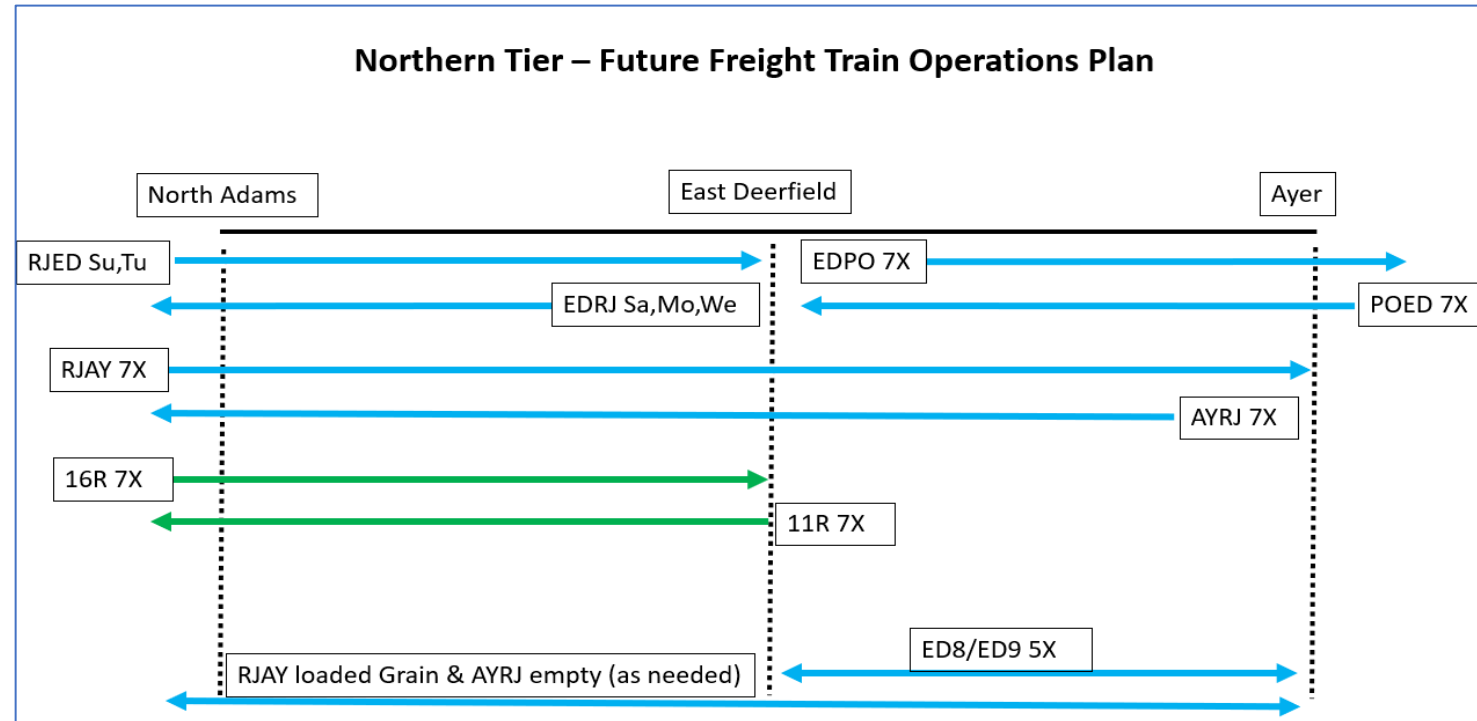 Northern Tier – Future Freight Train Operations Plan
North Adams
East Deerfield
Ayer
RJED Su,Tu
EDPO 7X
EDRJ Sa,Mo,We
POED 7X
RJAY 7X
AYRJ 7X
16R 7X
11R 7X
ED8/ED9 5X
RJAY loaded Grain & AYRJ empty (as needed)